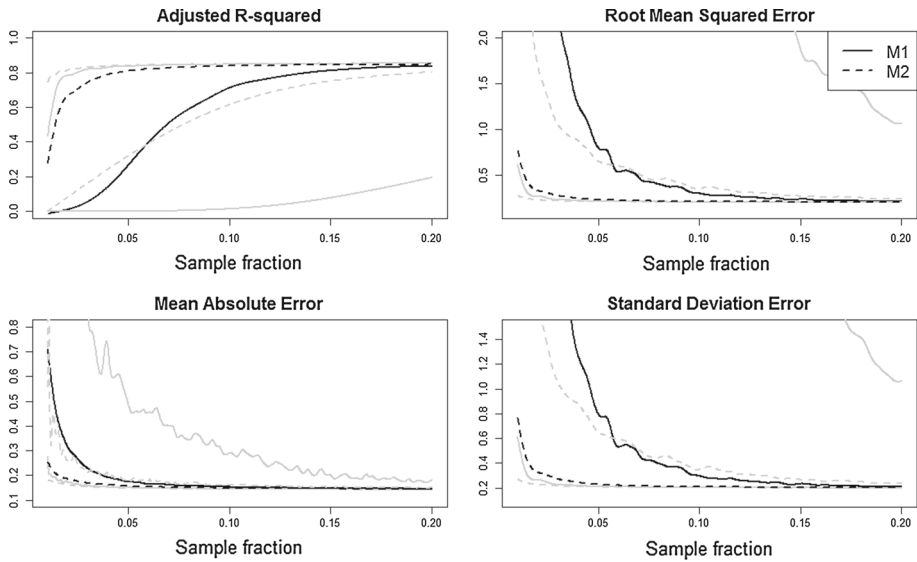 Adjusted R-squared
1.0
0.8
0.6
0.4
0.2
0.0
0.05 0.10 0.15 0.20
Sample fraction
Root Mean Squared Error
M1
M2
2.0
1.5
1.0
0.5
0.05 0.10 0.15 0.20
Sample fraction
Mean Absolute Error
0.8
0.7
0.6
0.5
0.4
0.3
0.2
0.1
0.05 0.10 0.15 0.20
Sample fraction
Standard Deviation Error
1.4
1.2
1.0
0.8
0.6
0.4
0.2
0.05 0.10 0.15 0.20
Sample fraction